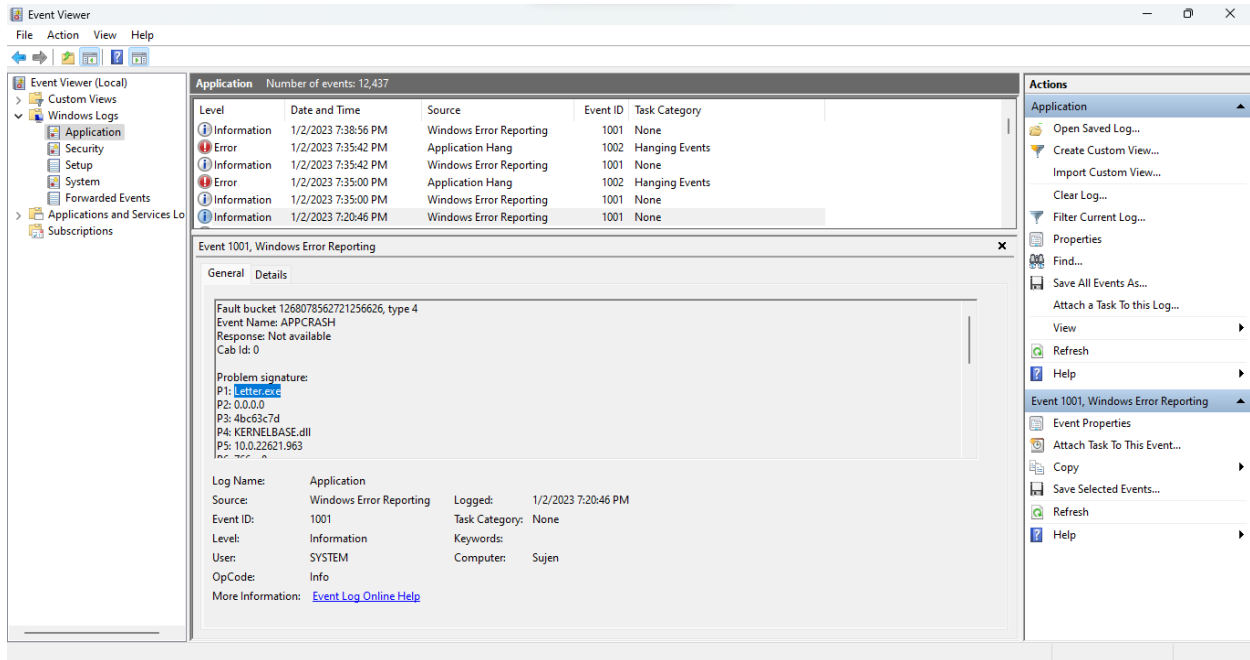 Event Viewer
File Action View Help
Event Viewer (Local)
Custom Views
Windows Logs
Application
Security
Setup
System
Forwarded Events
Applications and Services Lo
Subscriptions
Application Number of events: 12,437
Level Date and Time Source Event ID Task Category
Information 1/2/2023 7:38:56 PM Windows Error Reporting 1001 None
Error 1/2/2023 7:35:42 PM Application Hang 1002 Hanging Events
Information 1/2/2023 7:35:42 PM Windows Error Reporting 1001 None
Error 1/2/2023 7:35:00 PM Application Hang 1002 Hanging Events
Information 1/2/2023 7:35:00 PM Windows Error Reporting 1001 None
Information 1/2/2023 7:20:46 PM Windows Error Reporting 1001 None
Event 1001, Windows Error Reporting
General Details
Fault bucket 1268078562721256626, type 4
Event Name: APPCRASH
Response: Not available
Cab Id: 0
Problem signature:
P1: Letter.exe
P2: 0.0.0.0
P3: 4bc63c7d
P4: KERNELBASE.dll
P5: 10.0.22621.963
Log Name: Application
Source: Windows Error Reporting Logged: 1/2/2023 7:20:46 PM
Event ID: 1001 Task Category: None
Level: Information Keywords:
User: SYSTEM Computer: Sujen
OpCode: Info
More Information: Event Log Online Help
Actions
Application
Open Saved Log...
Create Custom View...
Import Custom View...
Clear Log...
Filter Current Log...
Properties
Find...
Save All Events As...
Attach a Task To this Log...
View
Refresh
Help
Event 1001, Windows Error Reporting
Event Properties
Attach Task To This Event...
Copy
Save Selected Events...
Refresh
Help